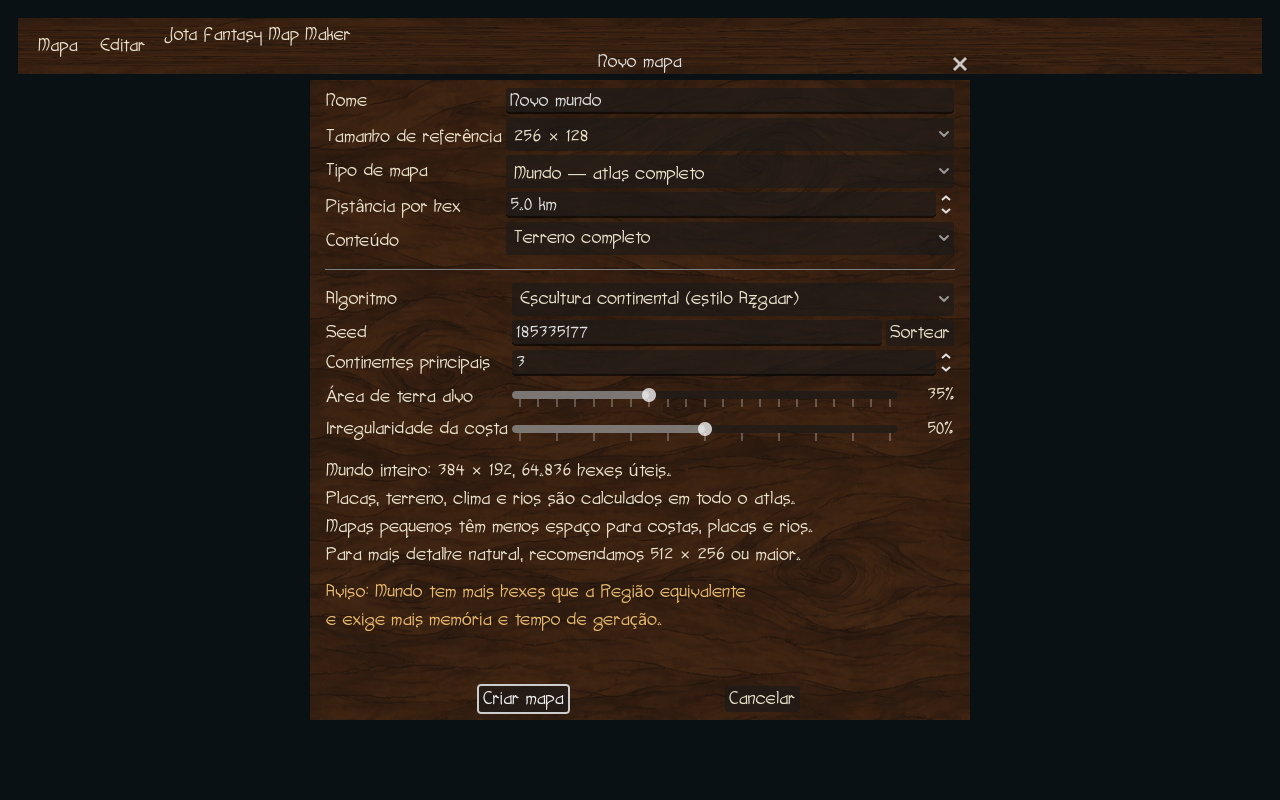 Mapa Editar Jota Fantasy Map Maker
Novo mapa
Nome Novo mundo
Tamanho de referência 256 × 128
Tipo de mapa Mundo — atlas completo
Distância por hex 5.0 km
Conteúdo Terreno completo
Algoritmo Escultura continental (estilo Azgaar)
Seed 185335177 Sortear
Continentes principais 3
Área de terra alvo 35%
Irregularidade da costa 50%
Mundo inteiro: 384 × 192, 64.836 hexes úteis.
Placas, terreno, clima e rios são calculados em todo o atlas.
Mapas pequenos têm menos espaço para costas, placas e rios.
Para mais detalhe natural, recomendamos 512 × 256 ou maior.
Aviso: Mundo tem mais hexes que a Região equivalente
e exige mais memória e tempo de geração.
Criar mapa Cancelar